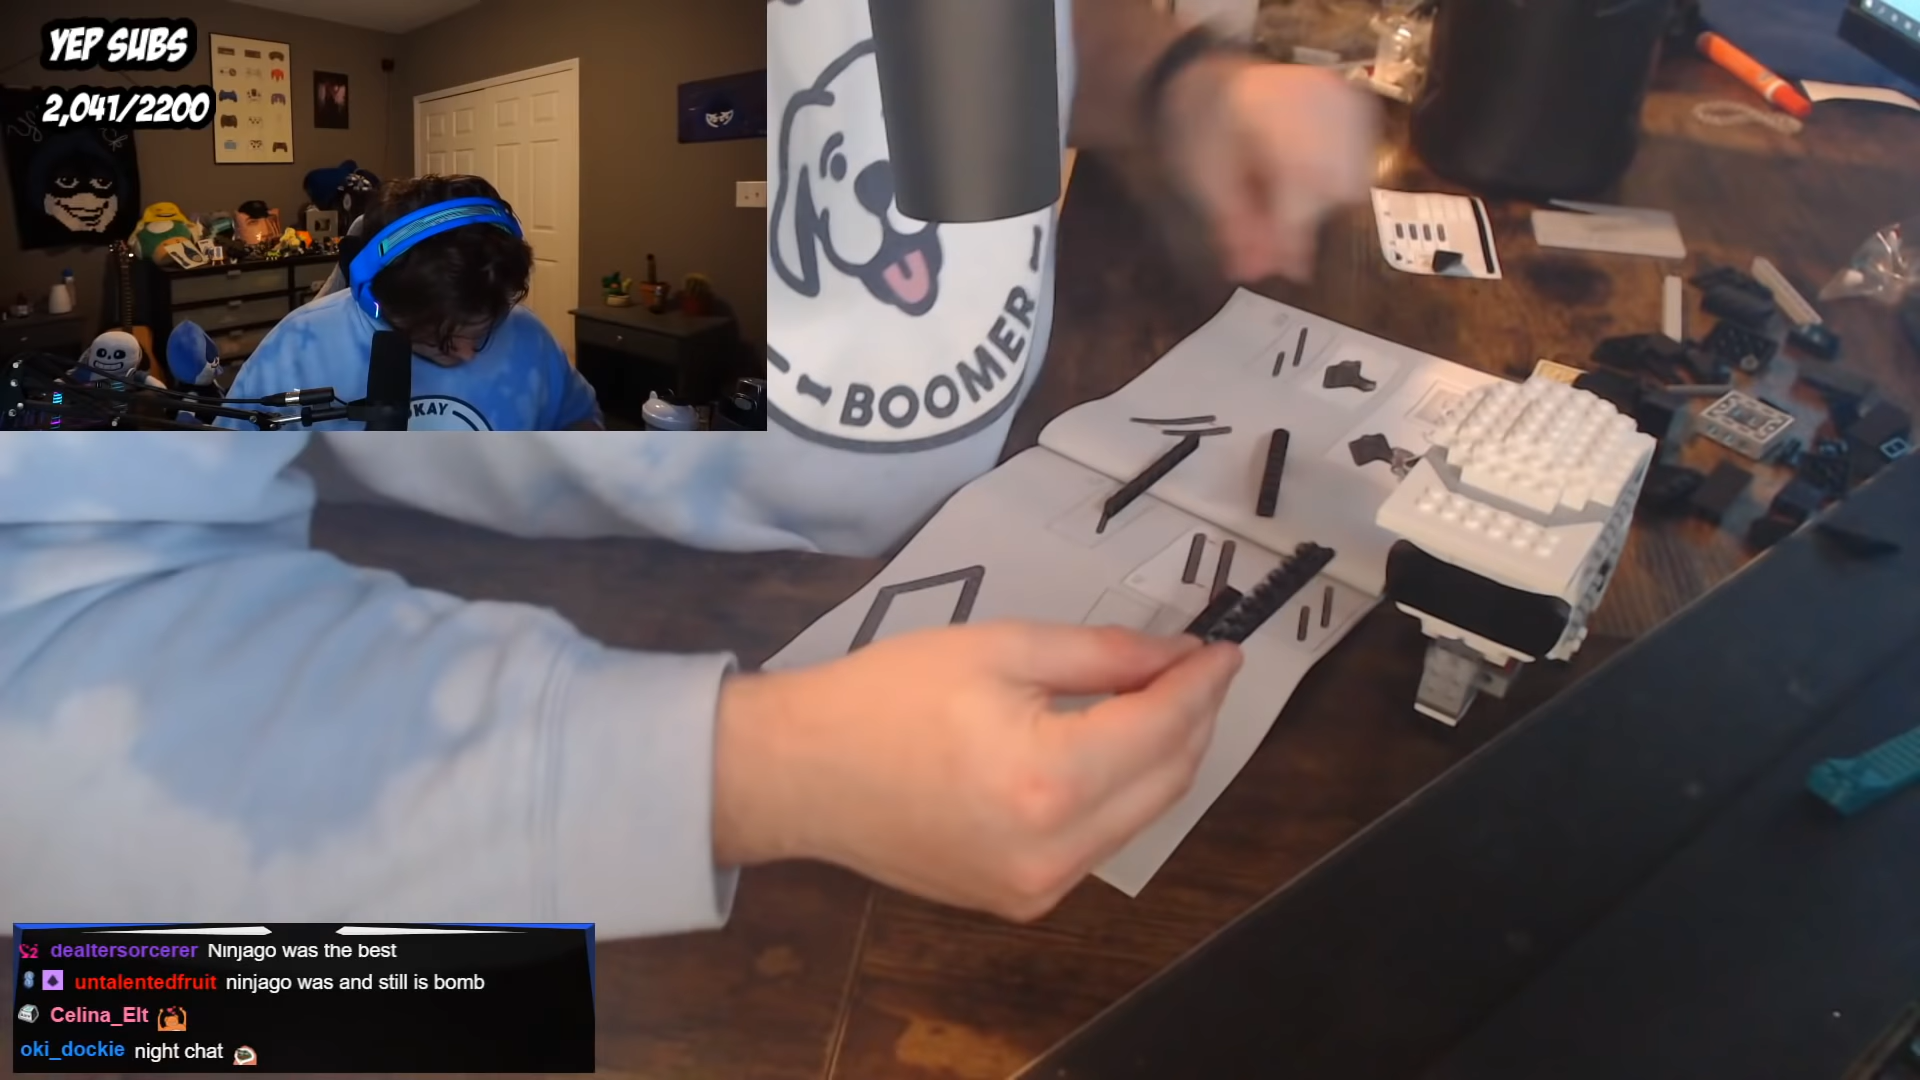 YEP SUBS
2,041/2200
BOOMER
KAY
dealtersorcerer Ninjago was the best
untalentedfruit ninjago was and still is bomb
Celina_Elt
oki_dockie night chat